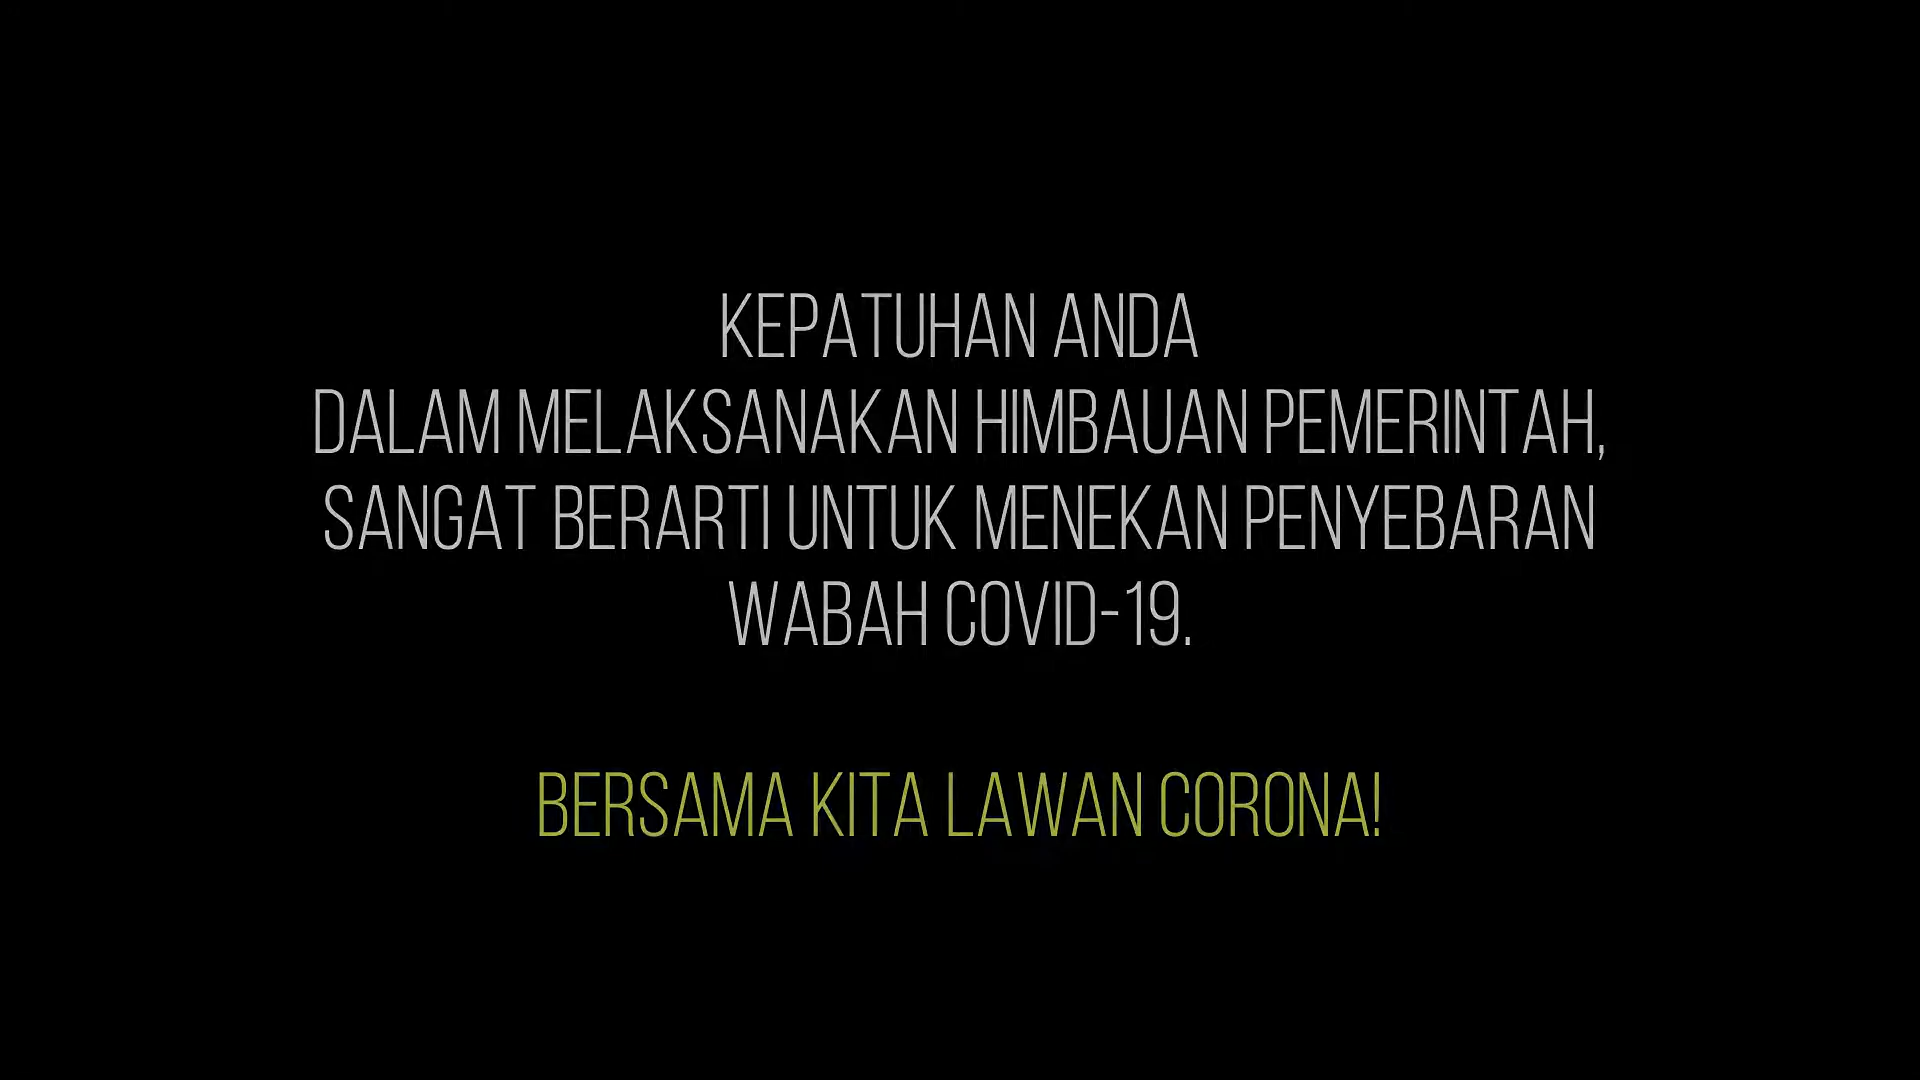 KEPATUHAN ANDA
DALAM MELAKSANAKAN HIMBAUAN PEMERINTAH,
SANGAT BERARTI UNTUK MENEKAN PENYEBARAN
WABAH COVID-19.
BERSAMA KITA LAWAN CORONA!